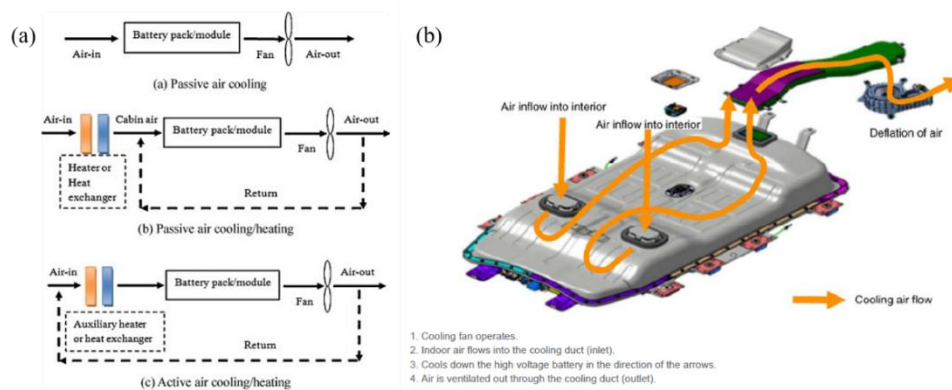 (a)
Air-in
Battery pack/module
Fan
Air-out
(a) Passive air cooling
Air-in
Cabin air
Battery pack/module
Fan
Air-out
Heater or
Heat
exchanger
Return
(b) Passive air cooling/heating
Air-in
Battery pack/module
Fan
Air-out
Auxiliary heater
or heat exchanger
Return
(c) Active air cooling/heating
(b)
Air inflow into interior
Air inflow into interior
Deflation of air
Cooling air flow
1. Cooling fan operates.
2. Indoor air flows into the cooling duct (inlet).
3. Cools down the high voltage battery in the direction of the arrows.
4. Air is ventilated out through the cooling duct (outlet).